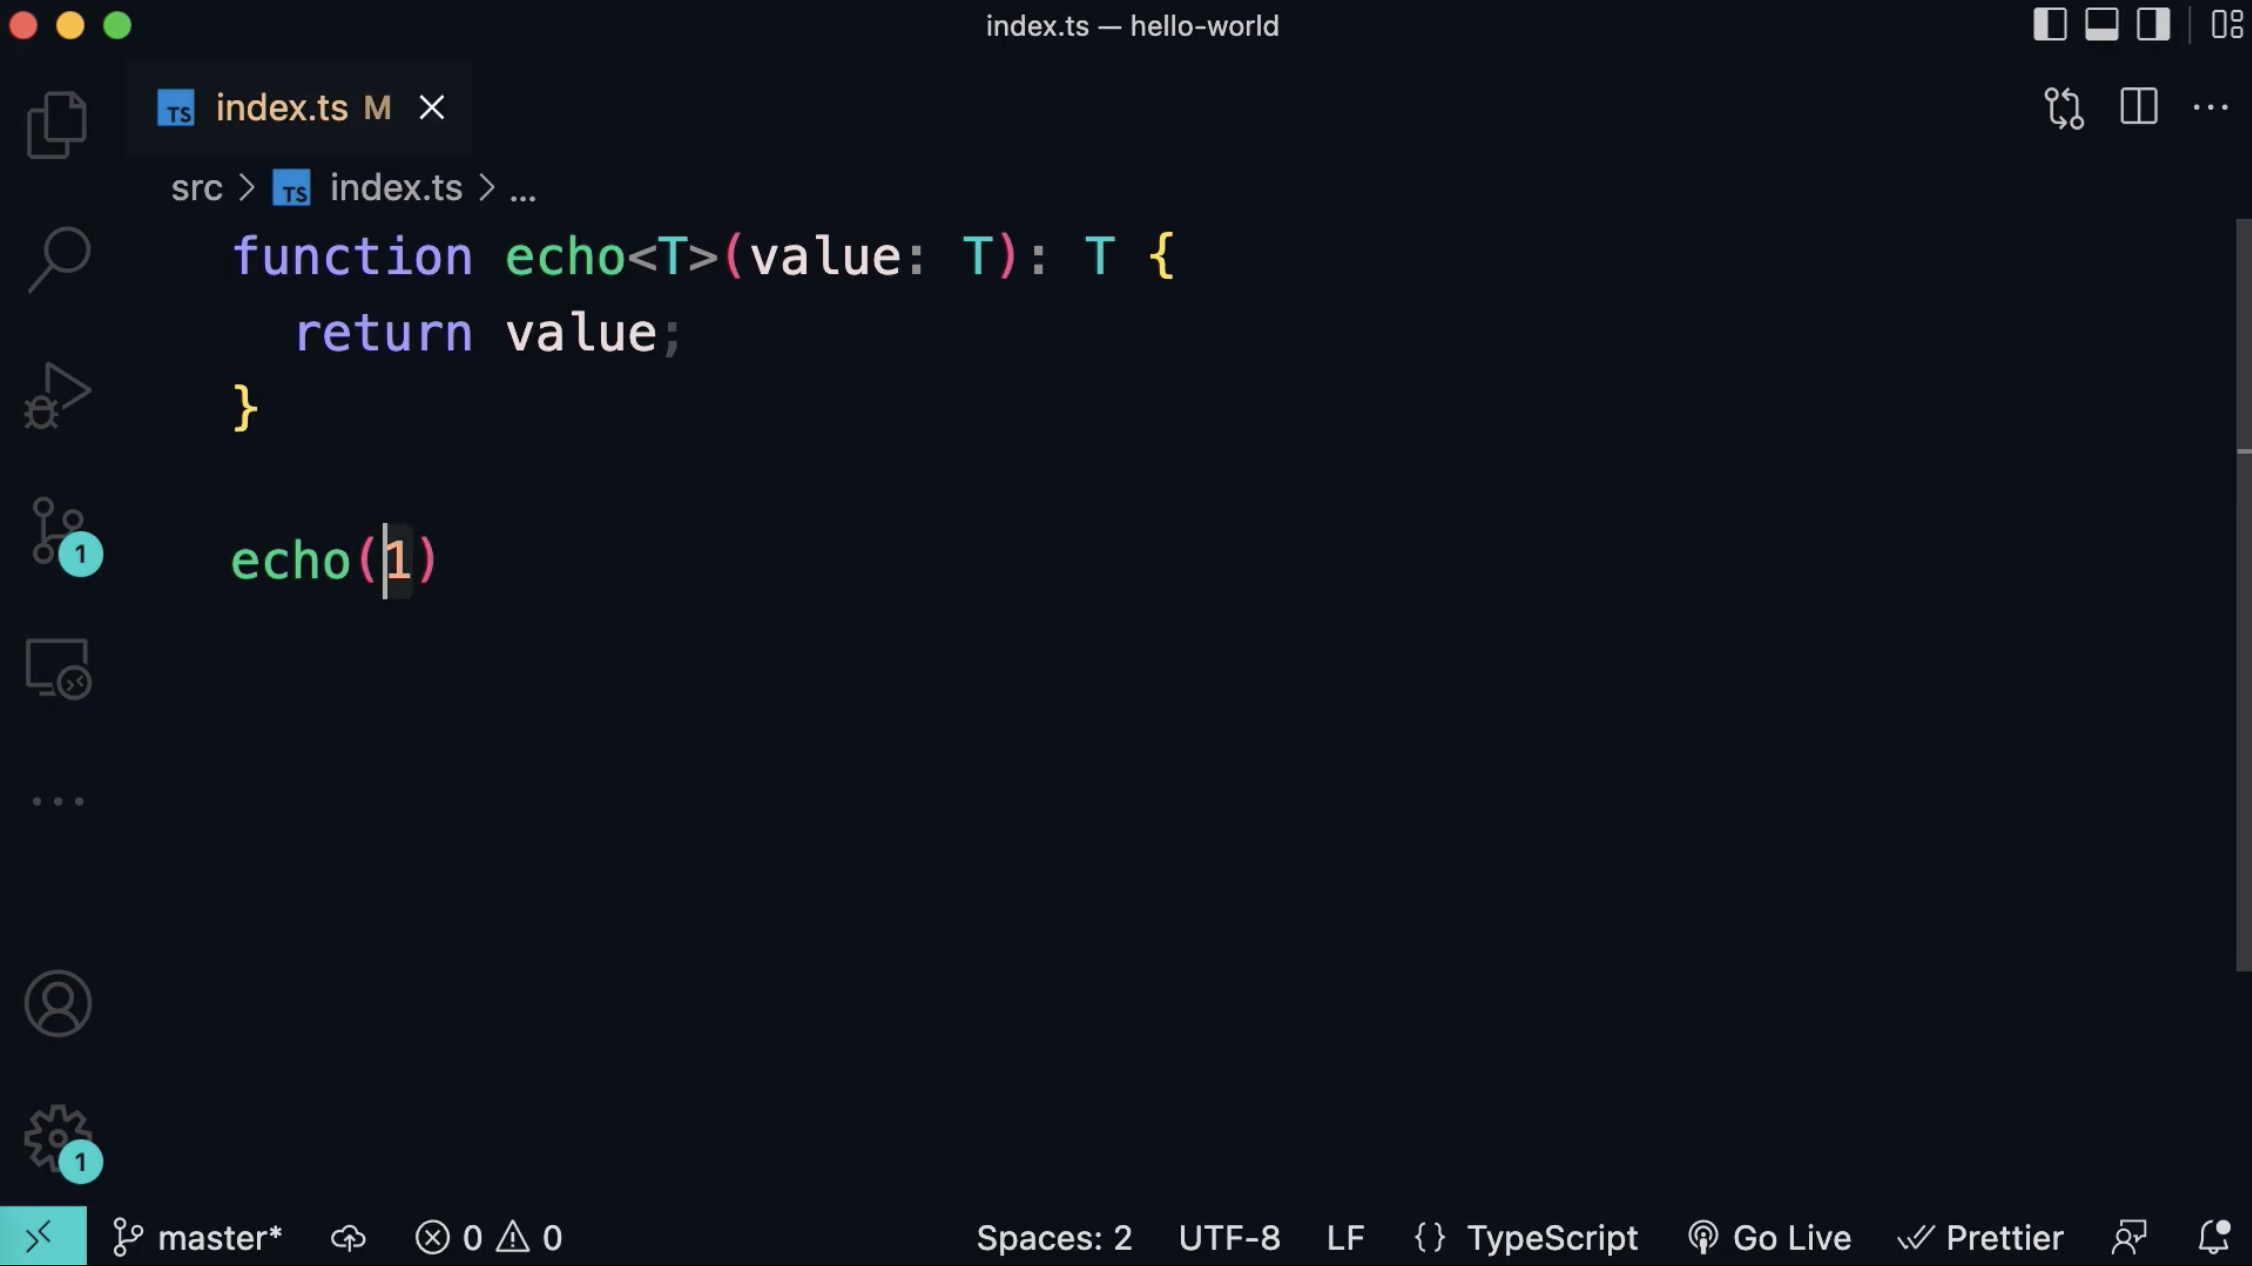 index.ts — hello-world
TS index.ts M
src > TS index.ts > ...
function echo<T>(value: T): T {
  return value;
}
echo(1)
1
1
master* 0 0 Spaces: 2 UTF-8 LF {} TypeScript Go Live Prettier